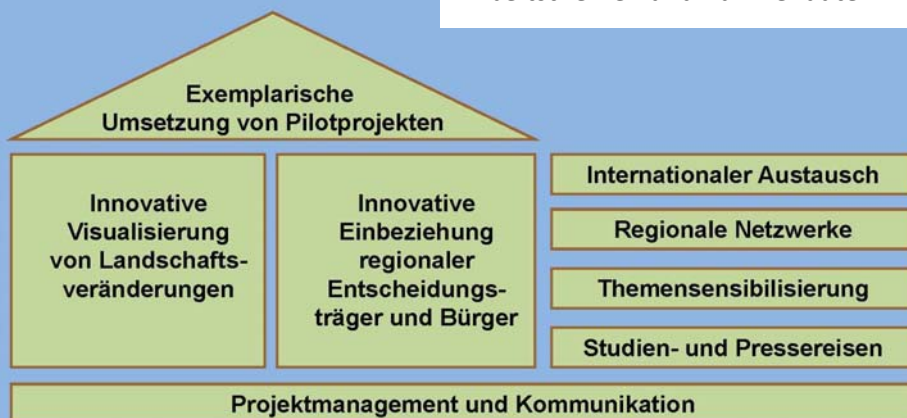 Exemplarische
Umsetzung von Pilotprojekten
Innovative
Visualisierung
von Landschafts-
veränderungen
Innovative
Einbeziehung
regionaler
Entscheidungs-
träger und Bürger
Internationaler Austausch
Regionale Netzwerke
Themensensibilisierung
Studien- und Pressereisen
Projektmanagement und Kommunikation